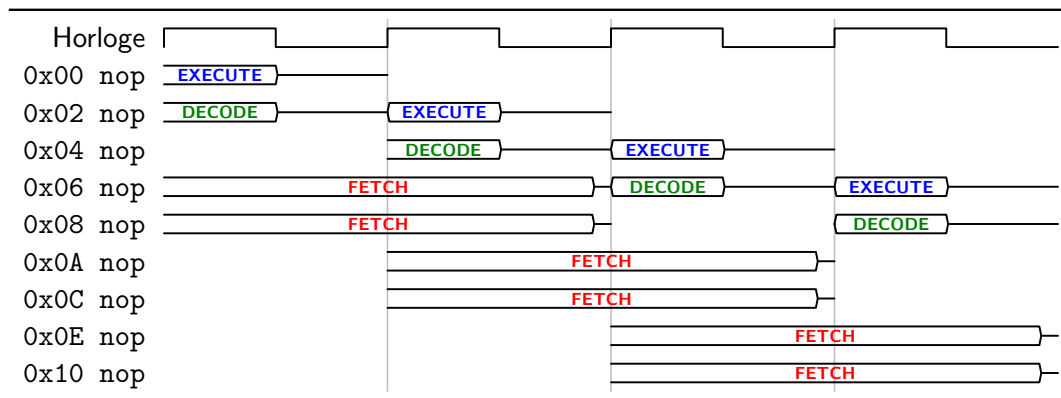 Horloge
0x00 nop EXECUTE
0x02 nop DECODE EXECUTE
0x04 nop DECODE EXECUTE
0x06 nop FETCH DECODE EXECUTE
0x08 nop FETCH DECODE
0x0A nop FETCH
0x0C nop FETCH
0x0E nop FETCH
0x10 nop FETCH